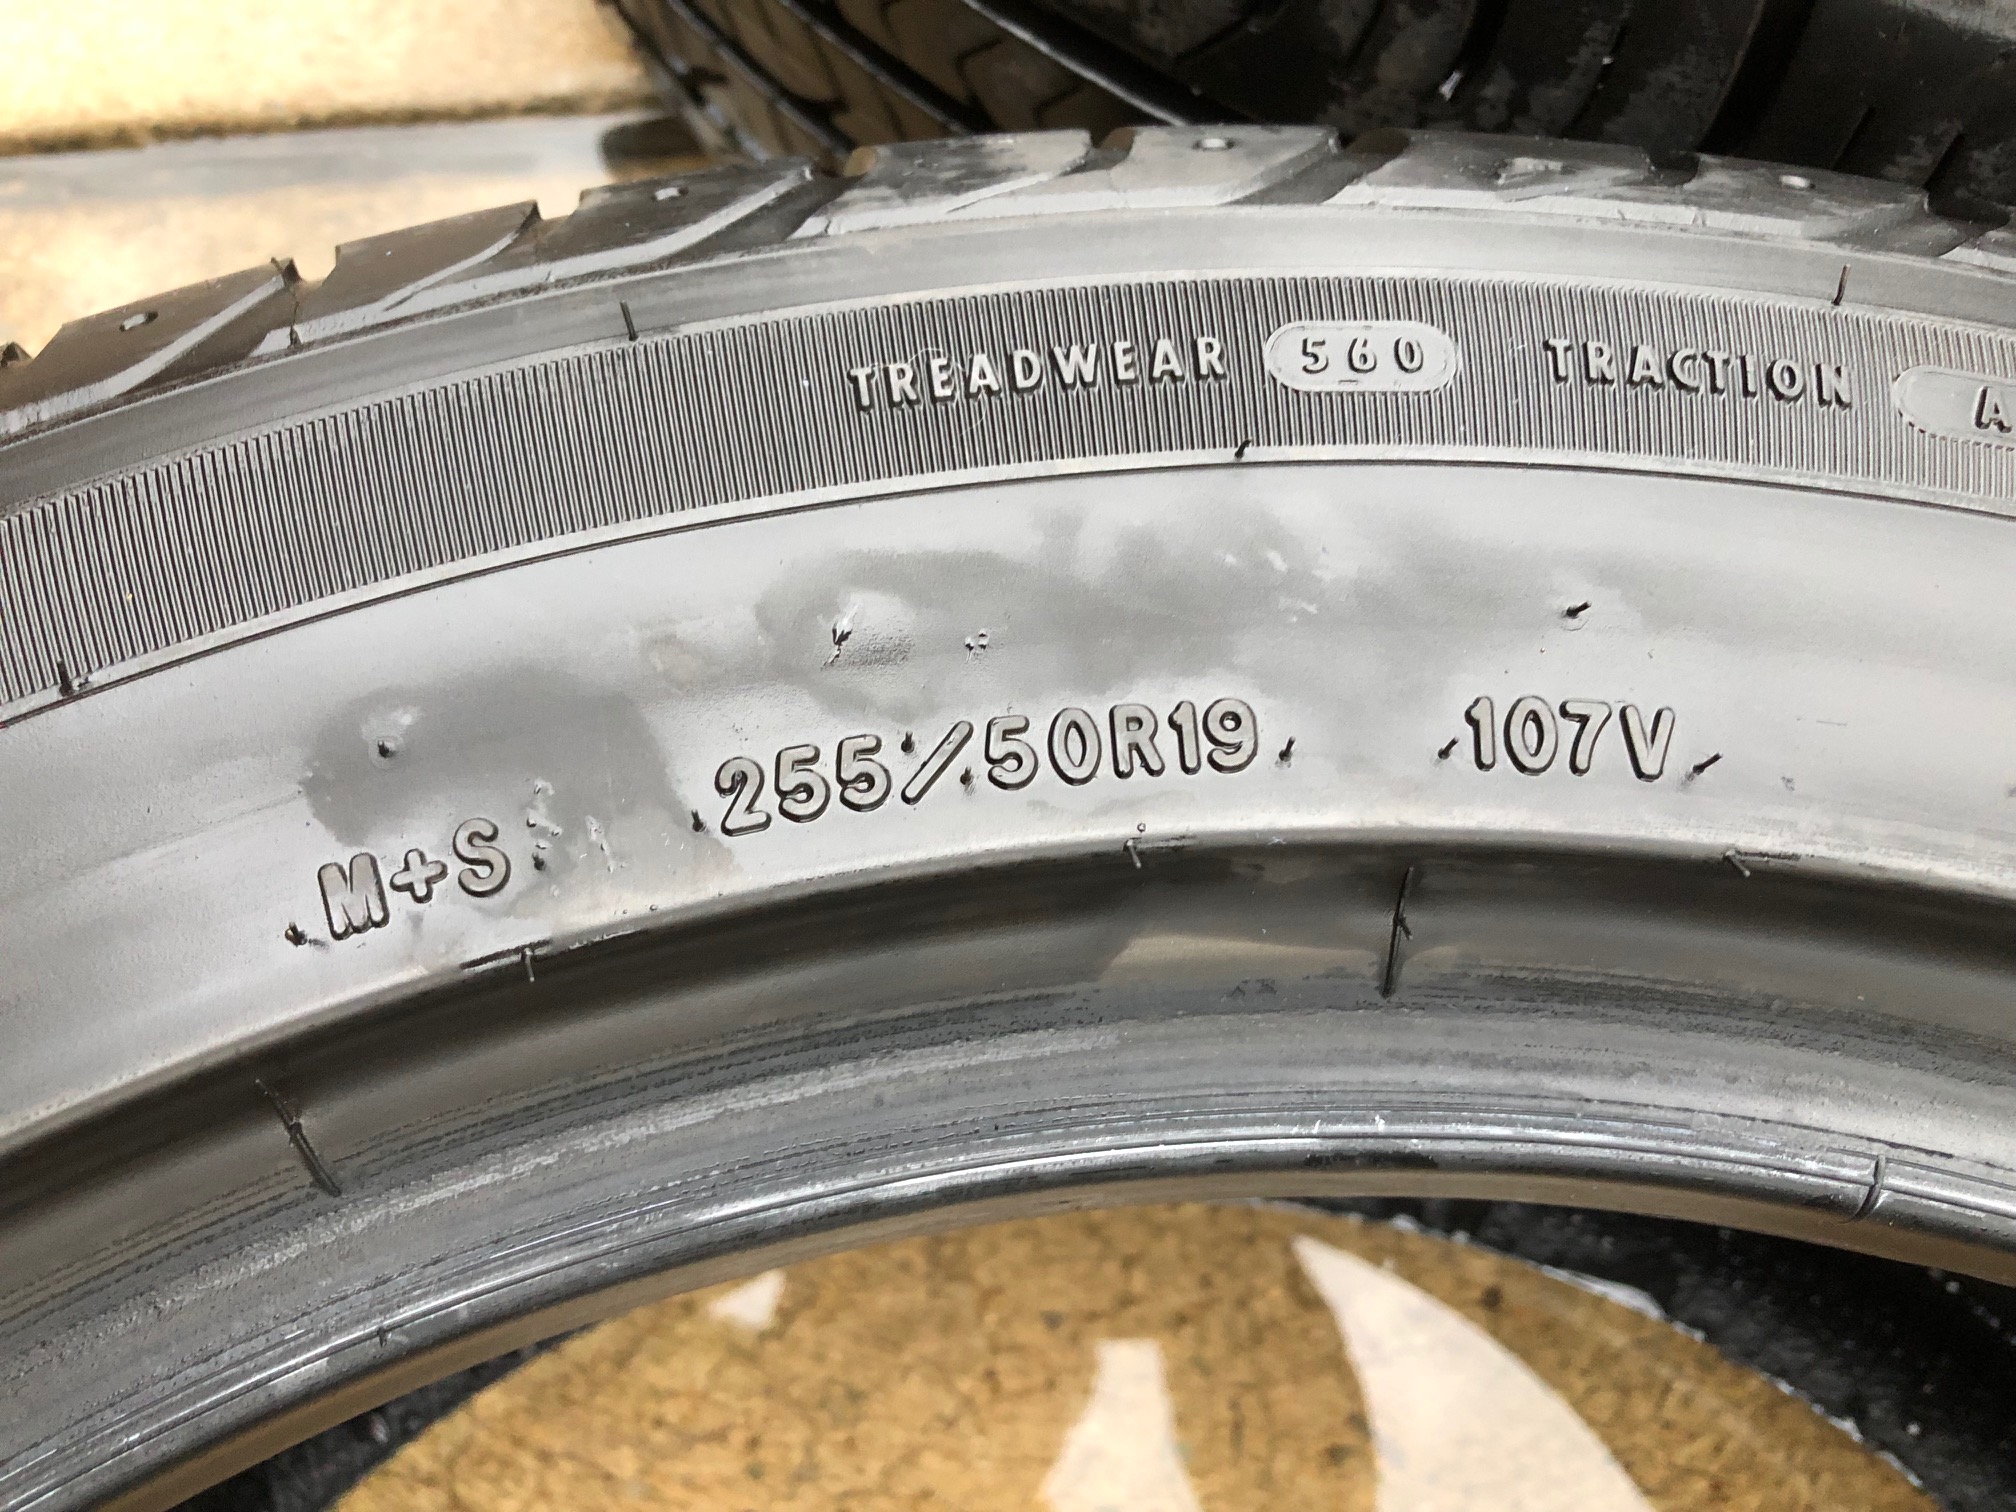 TREADWEAR 560 TRACTION A
M+S 255/50R19 107V